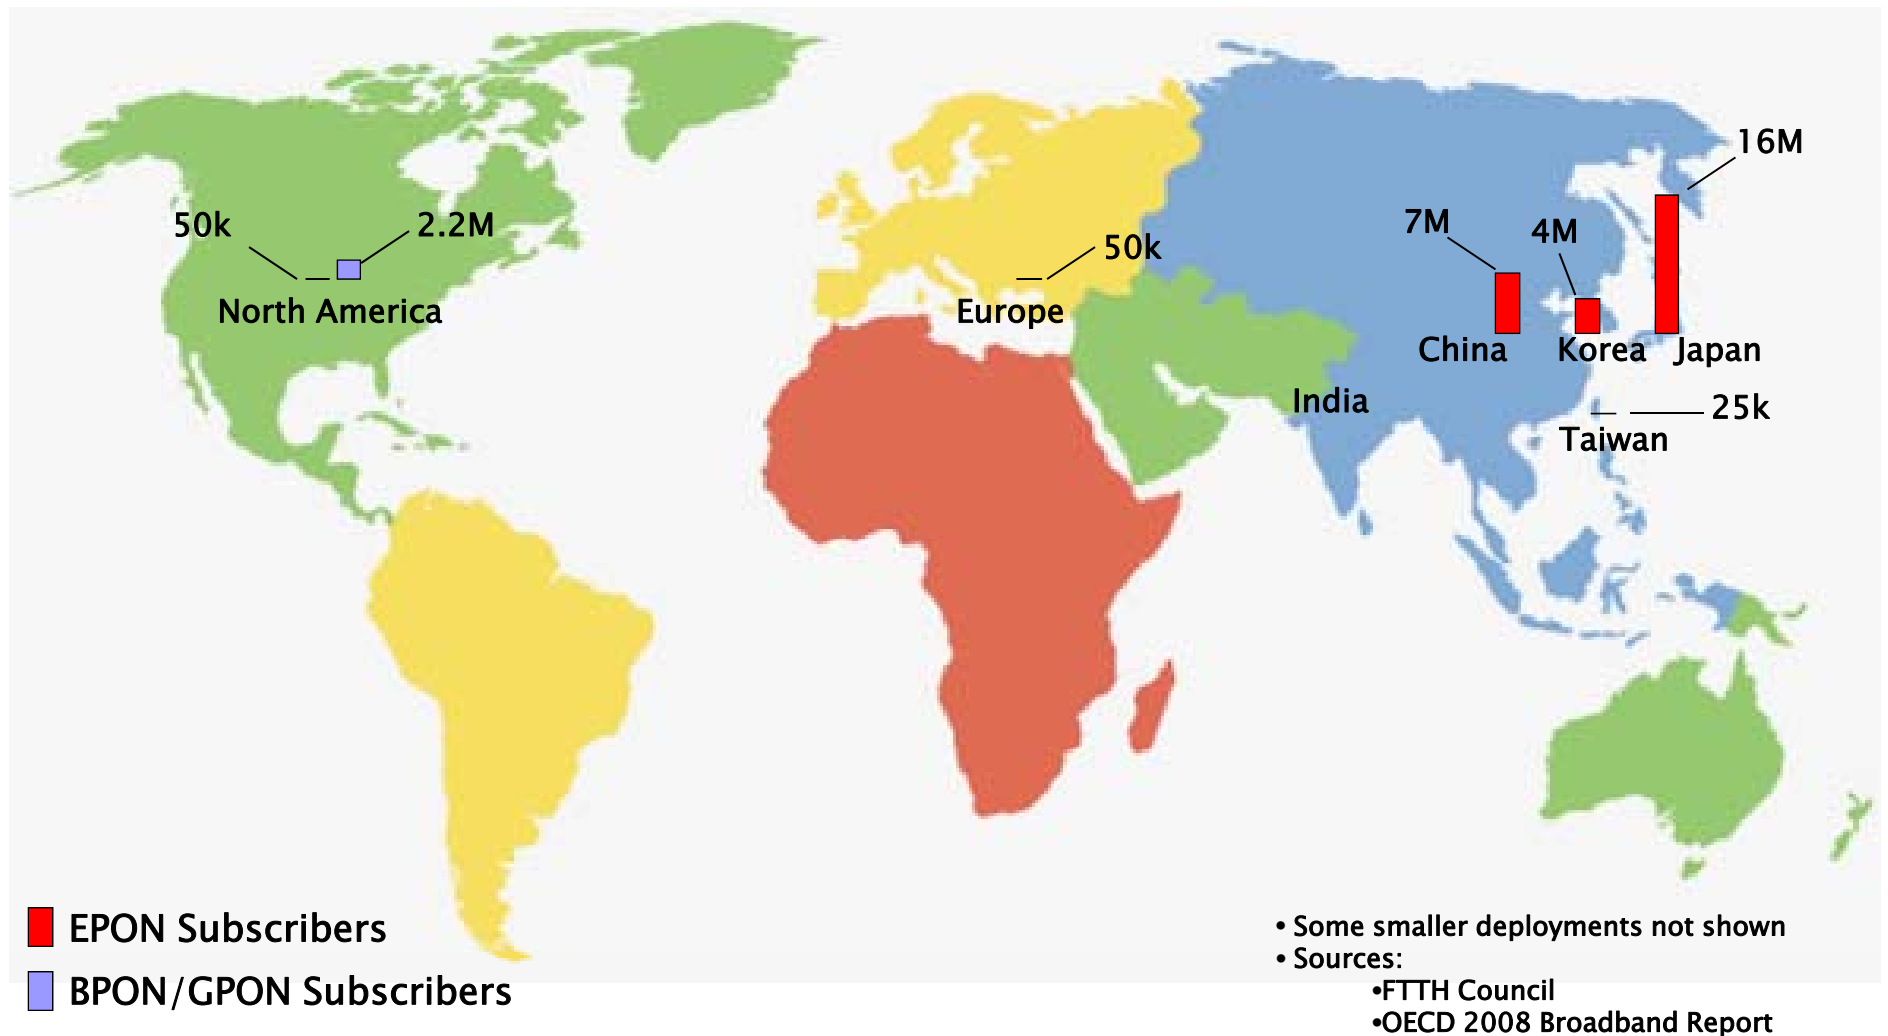 16M
7M
4M
50k
2.2M
50k
North America
Europe
China
Korea
Japan
India
25k
Taiwan
EPON Subscribers
BPON/GPON Subscribers
• Some smaller deployments not shown
• Sources:
•FTTH Council
•OECD 2008 Broadband Report